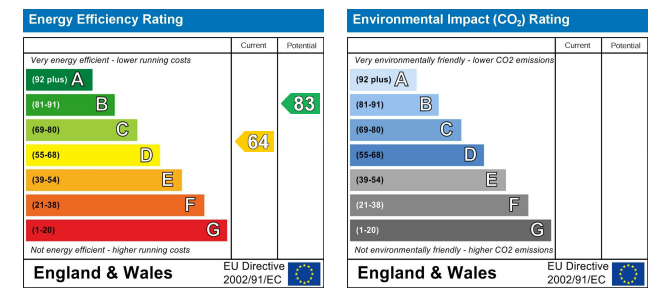 Energy Efficiency Rating
Current Potential
Very energy efficient - lower running costs
(92 plus) A
(81-91) B
83
(69-80) C
64
(55-68) D
(39-54) E
(21-38) F
(1-20) G
Not energy efficient - higher running costs
England & Wales
EU Directive
2002/91/EC
Environmental Impact (CO2) Rating
Current Potential
Very environmentally friendly - lower CO2 emissions
(92 plus) A
(81-91) B
(69-80) C
(55-68) D
(39-54) E
(21-38) F
(1-20) G
Not environmentally friendly - higher CO2 emissions
England & Wales
EU Directive
2002/91/EC